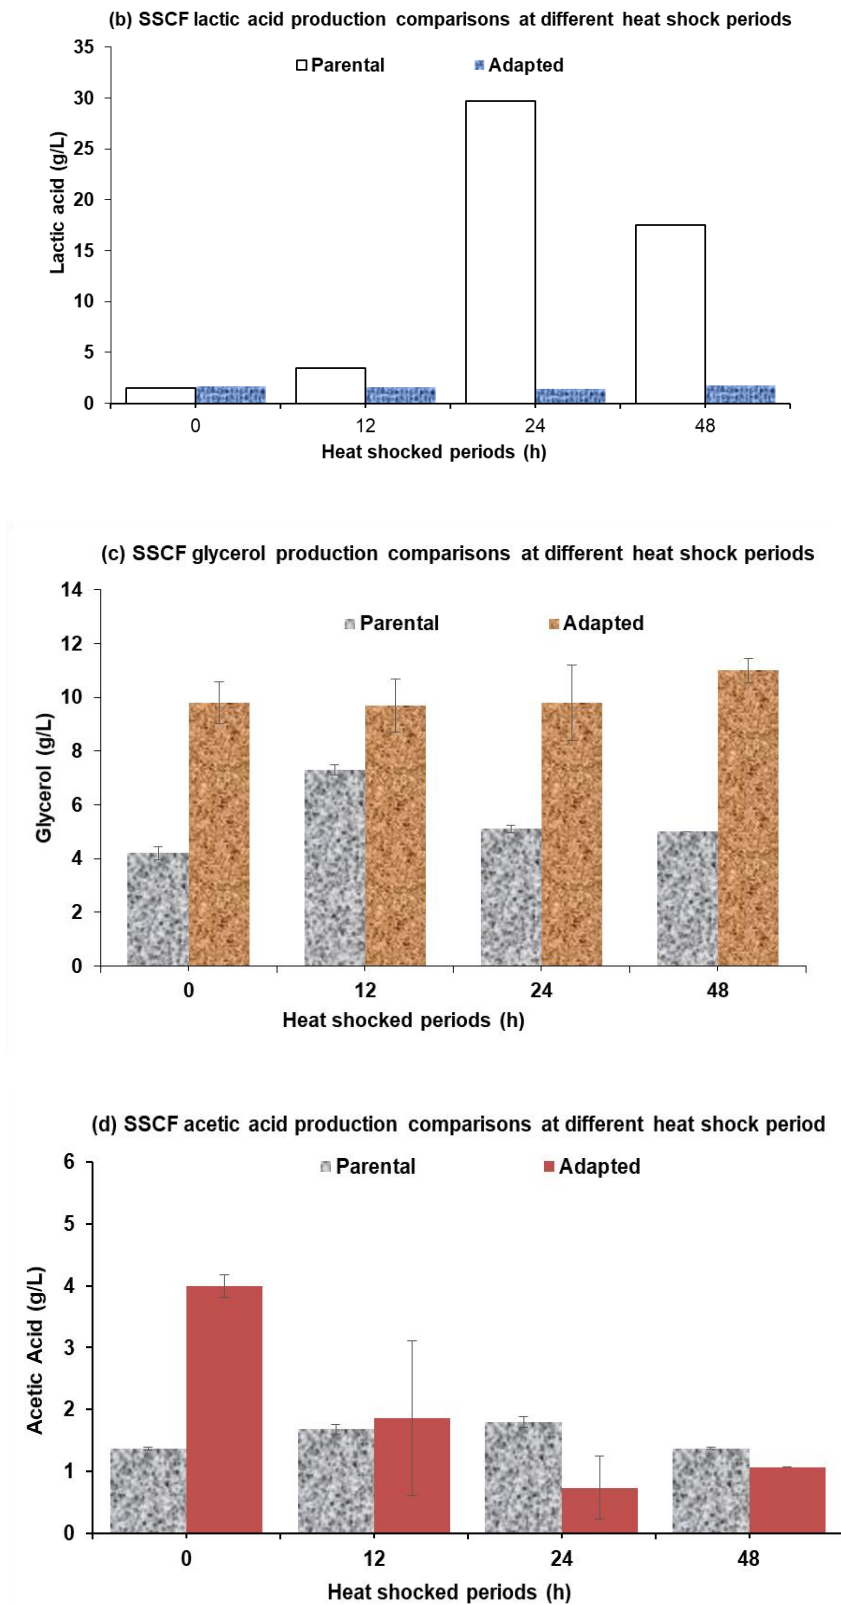 (b) SSCF lactic acid production comparisons at different heat shock periods
35
Parental
Adapted
30
25
20
15
10
5
0
Lactic acid (g/L)
0
12
24
48
Heat shocked periods (h)
(c) SSCF glycerol production comparisons at different heat shock periods
14
Parental
Adapted
12
10
8
6
4
2
0
Glycerol (g/L)
0
12
24
48
Heat shocked periods (h)
(d) SSCF acetic acid production comparisons at different heat shock period
6
Parental
Adapted
5
4
3
2
1
0
Acetic Acid (g/L)
0
12
24
48
Heat shocked periods (h)